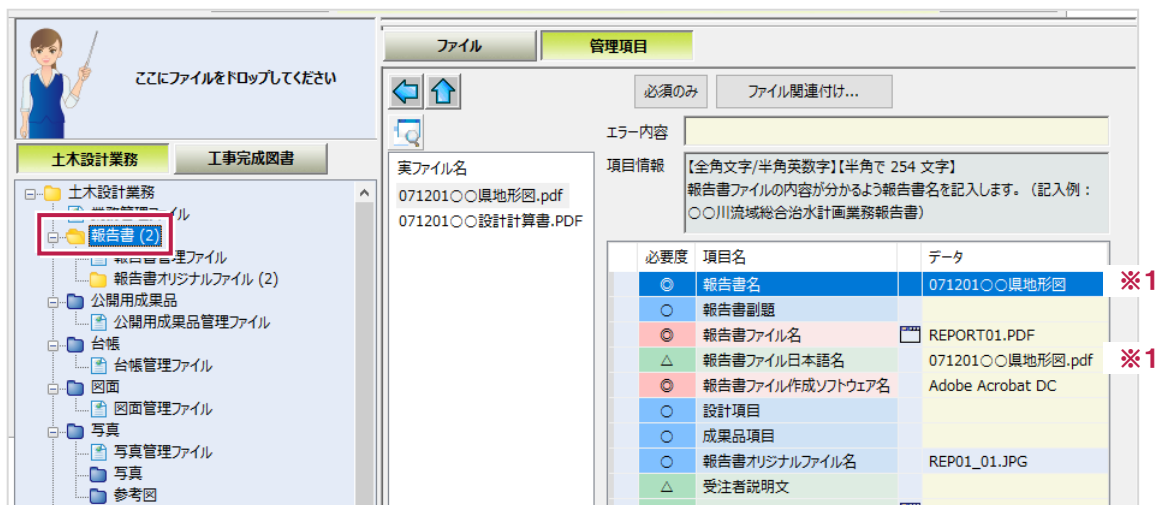 ここにファイルをドロップしてください
土木設計業務
工事完成図書
土木設計業務
報告書 (2)
報告書管理ファイル
報告書オリジナルファイル (2)
公開用成果品
公開用成果品管理ファイル
台帳
台帳管理ファイル
図面
図面管理ファイル
写真
写真管理ファイル
写真
参考図
ファイル
管理項目
必須のみ
ファイル関連付け...
エラー内容
項目情報
【全角文字/半角英数字】【半角で 254 文字】
報告書ファイルの内容が分かるよう報告書名を記入します。（記入例：
○○川流域総合治水計画業務報告書）
実ファイル名
071201○○県地形図.pdf
071201○○設計計算書.PDF
必要度 項目名 データ
◎ 報告書名 071201○○県地形図 ※1
○ 報告書副題
◎ 報告書ファイル名 REPORT01.PDF
△ 報告書ファイル日本語名 071201○○県地形図.pdf ※1
◎ 報告書ファイル作成ソフトウェア名 Adobe Acrobat DC
○ 設計項目
○ 成果品項目
○ 報告書オリジナルファイル名 REP01_01.JPG
△ 受注者説明文